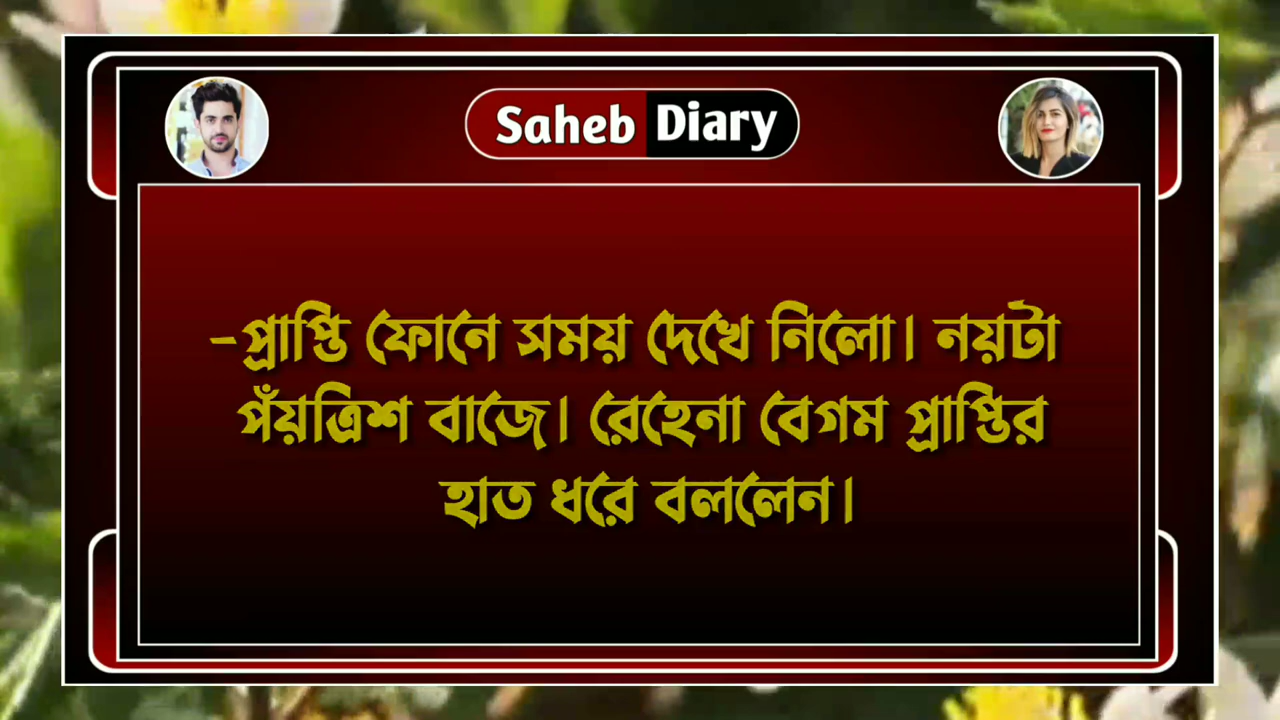 Saheb Diary
-প্রাপ্তি ফোনে সময় দেখে নিলো। নয়টা
পঁয়ত্রিশ বাজে। রেহেনা বেগম প্রাপ্তির
হাত ধরে বললেন।